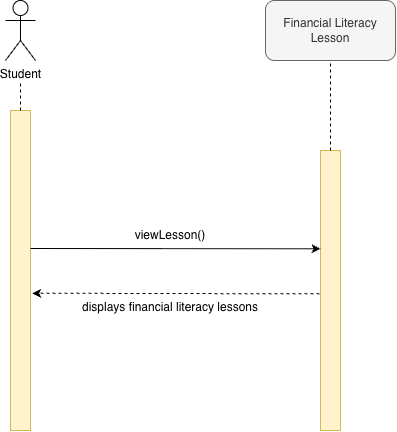 Financial Literacy
Lesson
Student
viewLesson()
displays financial literacy lessons